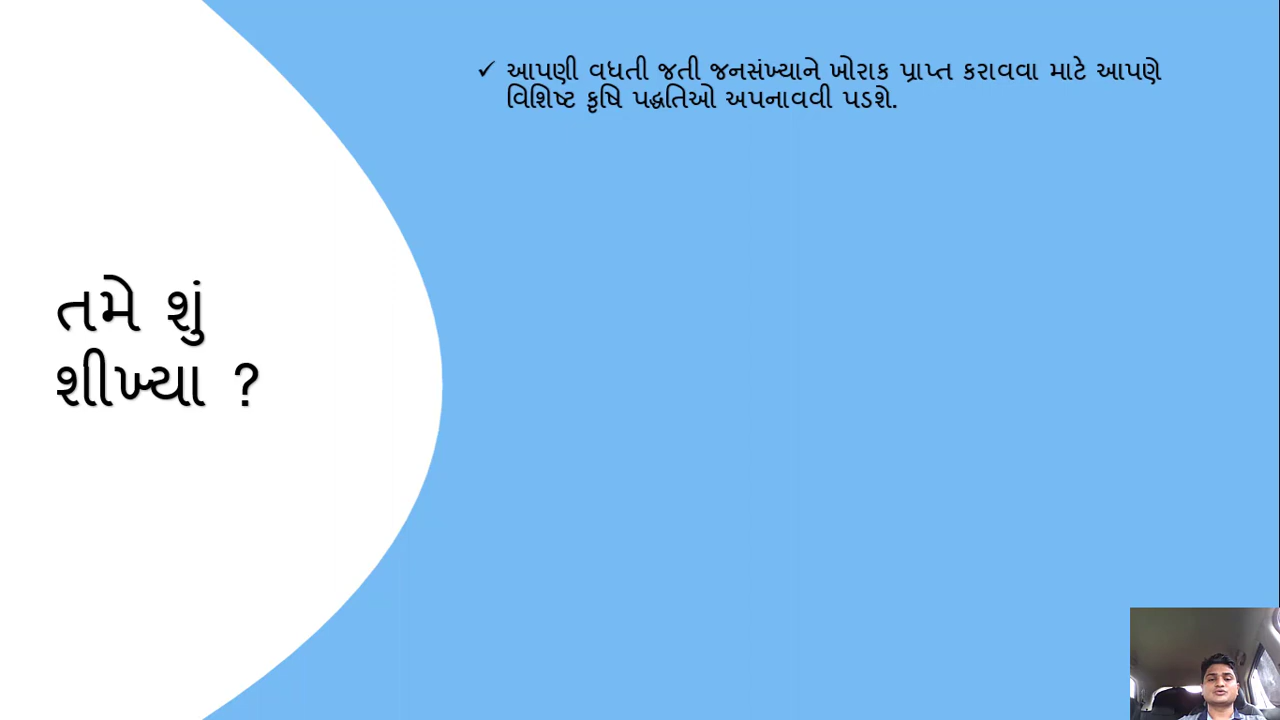 ✓ આપણી વધતી જતી જનસંખ્યાને ખોરાક પ્રાપ્ત કરાવવા માટે આપણે
વિશિષ્ટ કૃષિ પદ્ધતિઓ અપનાવવી પડશે.
તમે શું
શીખ્યા ?